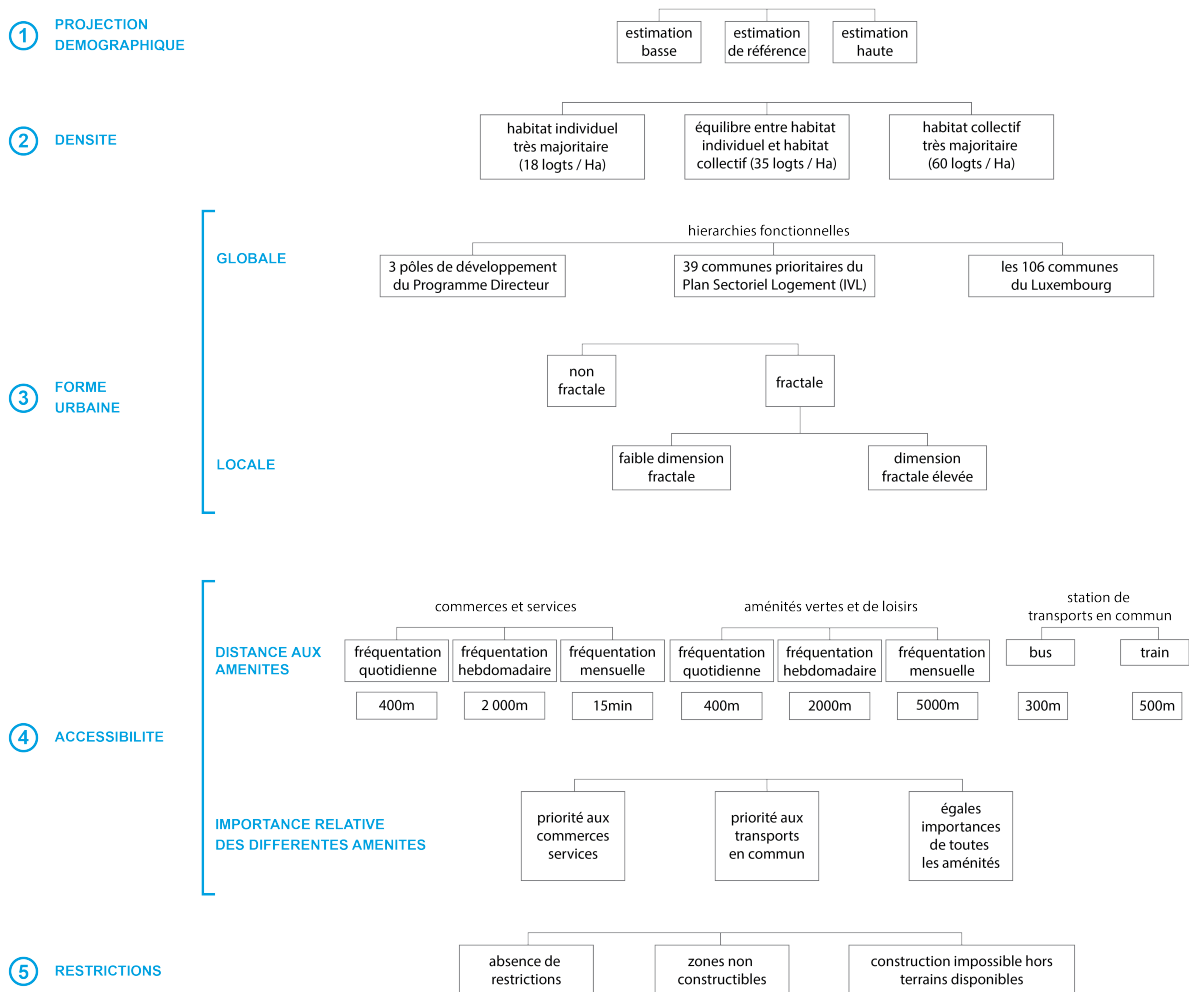 1
PROJECTION
DEMOGRAPHIQUE
estimation
basse
estimation
de référence
estimation
haute
2
DENSITE
habitat individuel
très majoritaire
(18 logts / Ha)
équilibre entre habitat
individuel et habitat
collectif (35 logts / Ha)
habitat collectif
très majoritaire
(60 logts / Ha)
3
FORME
URBAINE
GLOBALE
hierarchies fonctionnelles
3 pôles de développement
du Programme Directeur
39 communes prioritaires du
Plan Sectoriel Logement (IVL)
les 106 communes
du Luxembourg
non
fractale
fractale
LOCALE
faible dimension
fractale
dimension
fractale élevée
4
ACCESSIBILITE
DISTANCE AUX
AMENITES
commerces et services
fréquentation
quotidienne
fréquentation
hebdomadaire
fréquentation
mensuelle
400m
2 000m
15min
aménités vertes et de loisirs
fréquentation
quotidienne
fréquentation
hebdomadaire
fréquentation
mensuelle
400m
2000m
5000m
station de
transports en commun
bus
train
300m
500m
IMPORTANCE RELATIVE
DES DIFFERENTES AMENITES
priorité aux
commerces
services
priorité aux
transports
en commun
égales
importances
de toutes
les aménités
5
RESTRICTIONS
absence de
restrictions
zones non
constructibles
construction impossible hors
terrains disponibles